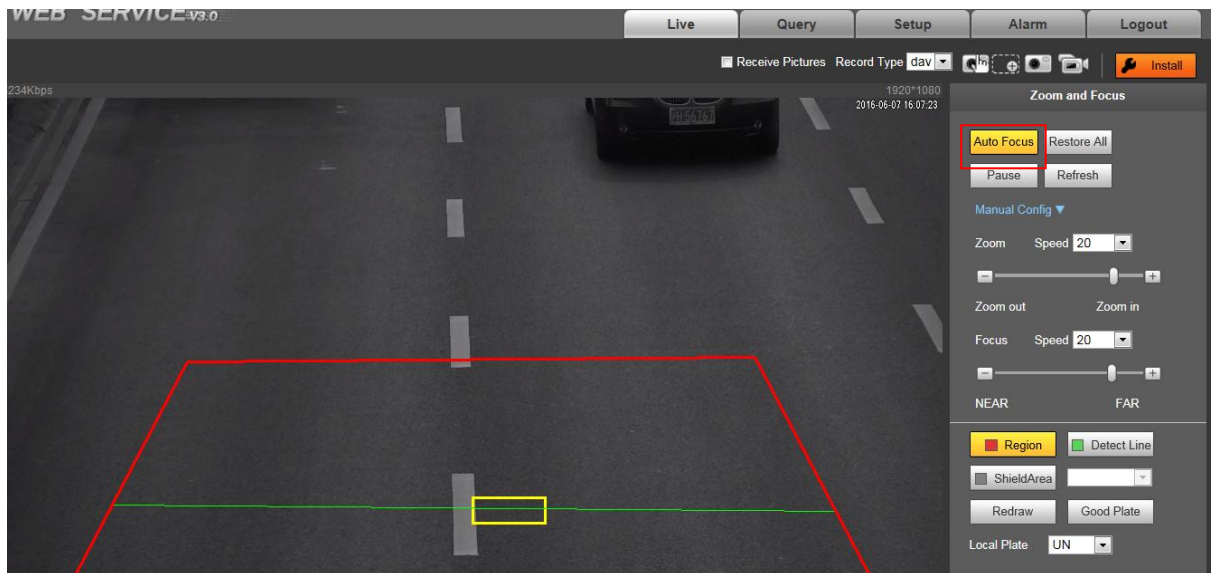 WEB SERVICE V3.0
Live Query Setup Alarm Logout
Receive Pictures Record Type dav Install
234Kbps 1920*1080
2016-06-07 16:07:23
Zoom and Focus
Auto Focus Restore All
Pause Refresh
Manual Config ▼
Zoom Speed 20
Zoom out Zoom in
Focus Speed 20
NEAR FAR
Region Detect Line
ShieldArea
Redraw Good Plate
Local Plate UN